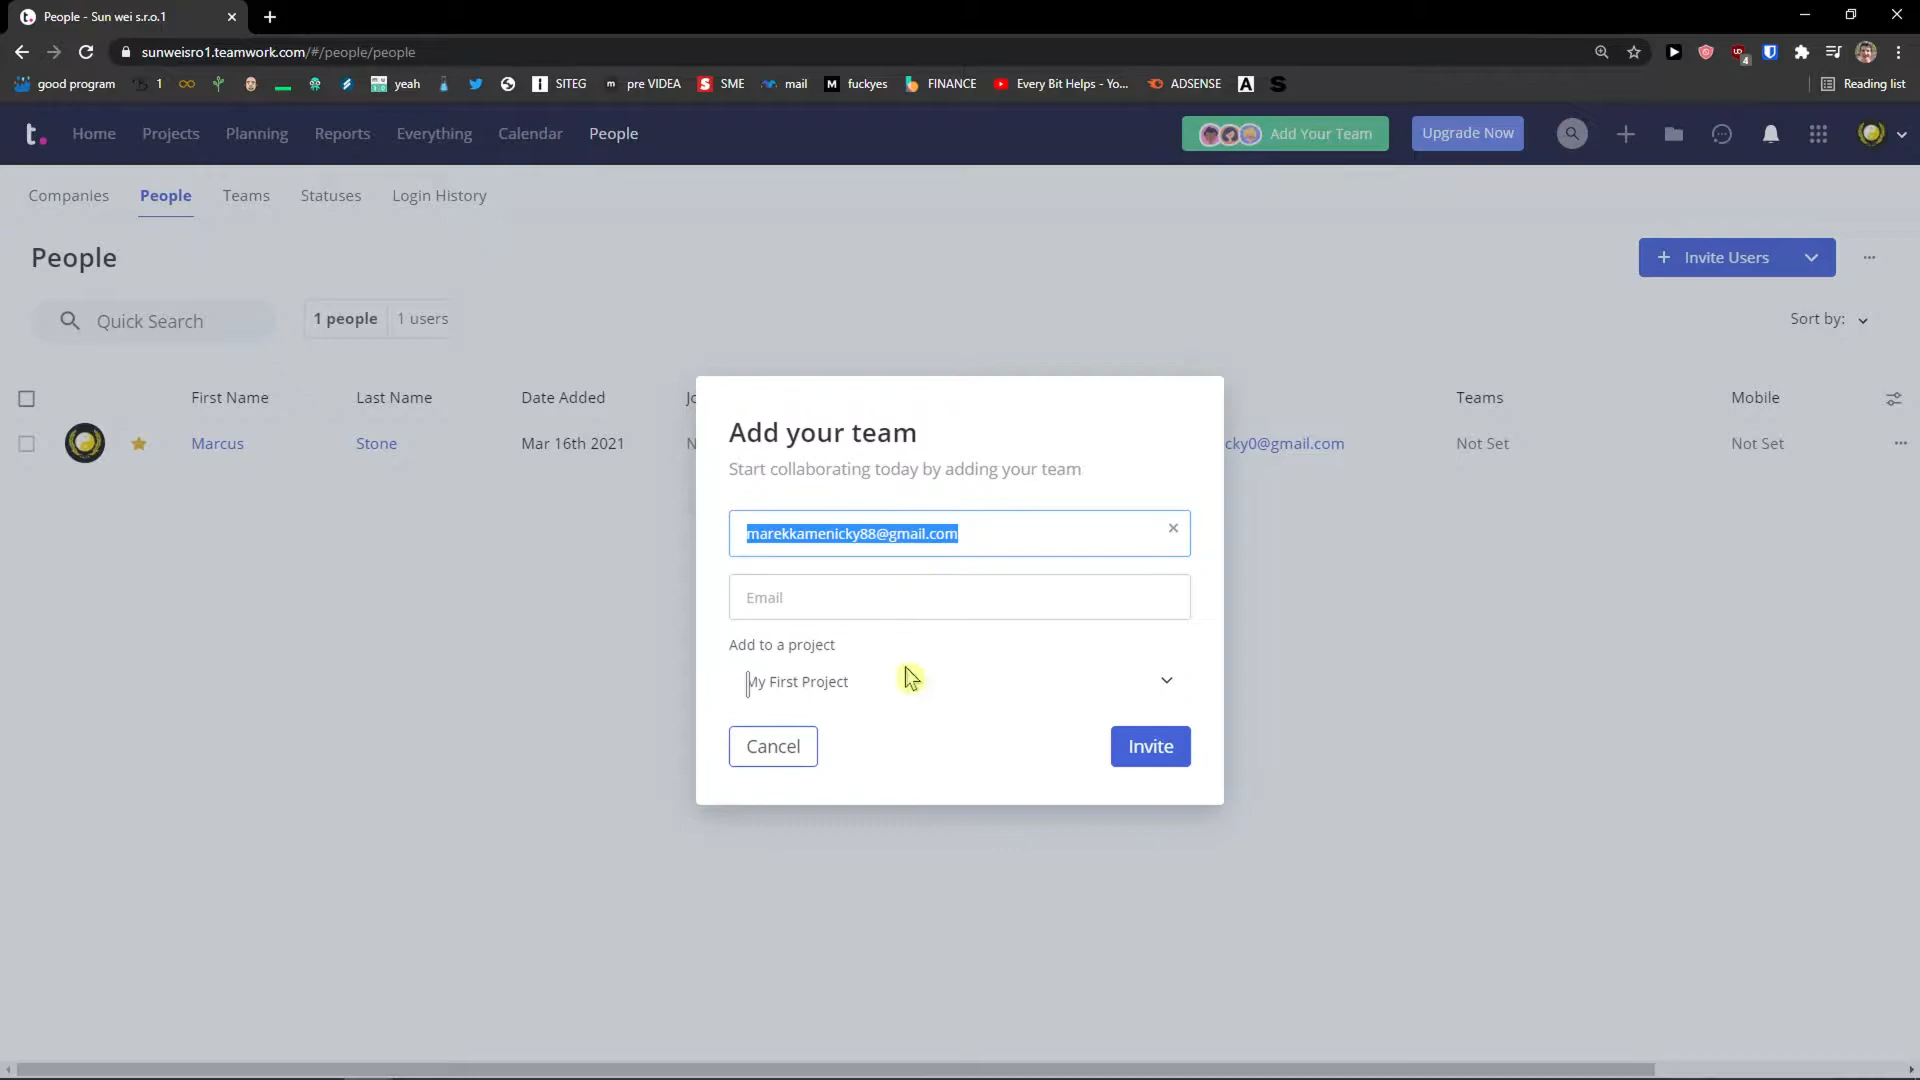 People - Sun wei s.r.o.1
sunweisro1.teamwork.com/#/people/people
4
good program
1
yeah
SITEG
m pre VIDEA
S SME
mail
M fuckyes
FINANCE
Every Bit Helps - Yo...
ADSENSE
A
S
Reading list
t.
Home
Projects
Planning
Reports
Everything
Calendar
People
Add Your Team
Upgrade Now
Companies
People
Teams
Statuses
Login History
People
Invite Users
Quick Search
1 people
1 users
Sort by:
First Name
Last Name
Date Added
Jo
Teams
Mobile
Marcus
Stone
Mar 16th 2021
N
cky0@gmail.com
Not Set
Not Set
Add your team
Start collaborating today by adding your team
marekkamenicky88@gmail.com
Email
Add to a project
My First Project
Cancel
Invite